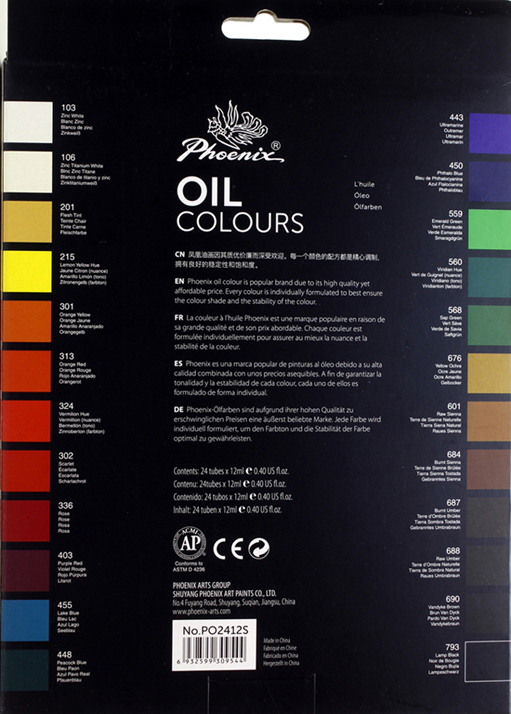 103
Zinc White
Blanc Zinc
Blanco de zinc
Zinkweiß
106
Zinc Titanium White
Blanc Zinc Titane
Blanco de titanio y zinc
Zinktitaniumweiß
201
Flesh Tint
Teinte Chair
Tinte Carne
Fleischfarbe
215
Lemon Yellow Hue
Jaune Citron (nuance)
Amarillo Limón (tono)
Zitronengelb (farbton)
301
Orange Yellow
Orange Jaune
Amarillo Anaranjado
Orangegelb
313
Orange Red
Orange Rouge
Rojo Anaranjado
Orangerot
324
Vermilion Hue
Vermillon (nuance)
Bermellón (tono)
Zinnoberton (farbton)
302
Scarlet
Écarlate
Escarlata
Scharlachrot
336
Rose
Rose
Rosa
Rosa
403
Purple Red
Violet Rouge
Rojo Púrpura
Lilarot
455
Lake Blue
Bleu Lac
Azul Lago
Seeblau
448
Peacock Blue
Bleu Paon
Azul Pavo Real
Pfauenblau
Phoenix®
OIL
COLOURS
L'huile
Óleo
Ölfarben
CN 凤凰油画因其质优价廉而深受欢迎。每一个颜色的配方都是精心调制，
拥有良好的稳定性和饱和度。
EN Phoenix oil colour is popular brand due to its high quality yet
affordable price. Every colour is individually formulated to best ensure
the colour shade and the stability of the colour.
FR La couleur à l'huile Phoenix est une marque populaire en raison de
sa grande qualité et de son prix abordable. Chaque couleur est
formulée individuellement pour assurer au mieux la nuance et la
stabilité de la couleur.
ES Phoenix es una marca popular de pinturas al óleo debido a su alta
calidad combinada con unos precios asequibles. A fin de garantizar la
tonalidad y la estabilidad de cada colour, cada uno de ellos es
formulado de forma individual.
DE Phoenix-Ölfarben sind aufgrund ihrer hohen Qualität zu
erschwinglichen Preisen eine äußerst beliebte Marke. Jede Farbe wird
individuell formuliert, um den Farbton und die Stabilität der Farbe
optimal zu gewährleisten.
Contents: 24 tubes x 12ml ℮ 0.40 US fl.oz.
Contenu: 24 tubes x 12ml ℮ 0.40 US fl.oz.
Contenido: 24 tubos x 12ml ℮ 0.40 US fl.oz.
Inhalt: 24 tuben x 12ml ℮ 0.40 US fl.oz.
ACMI
AP
Conforms to
ASTM D 4236
CE
PHOENIX ARTS GROUP
SHUYANG PHOENIX ART PAINTS CO., LTD.
No.4 Fuyang Road, Shuyang, Suqian, Jiangsu, China
www.phoenix-arts.com
No.PO2412S
6 932599 309544
Made in China
Fabriqué en Chine
Fabricado en China
Hergestellt in China
443
Ultramarine
Outremer
Ultramar
Ultramarin
450
Phthalo Blue
Bleu de Phthalocyanine
Azul Ftalocianina
Phthaloblau
559
Emerald Green
Vert Émeraude
Verde Esmeralda
Smaragdgrün
560
Viridian Hue
Vert de Guignet (nuance)
Viridiano (tono)
Viridian (farbton)
568
Sap Green
Vert Sève
Verde de Savia
Saftgrün
676
Yellow Ochre
Ocre Jaune
Ocre Amarillo
Gelbocker
601
Raw Sienna
Terre de Sienne Naturelle
Tierra Siena Natural
Raues Sienna
684
Burnt Sienna
Terre de Sienne Brûlée
Tierra Siena Tostada
Gebranntes Sienna
687
Burnt Umber
Terre d'Ombre Brûlée
Tierra Sombra Tostada
Gebranntes Umbrabraun
688
Raw Umber
Terre d'Ombre Naturelle
Tierra de Sombra Natural
Raues Umbrabraun
690
Vandyke Brown
Brun Van Dyck
Pardo Van Dyck
Vandykebraun
793
Lamp Black
Noir de Bougie
Negro Bujía
Lampeschwarz